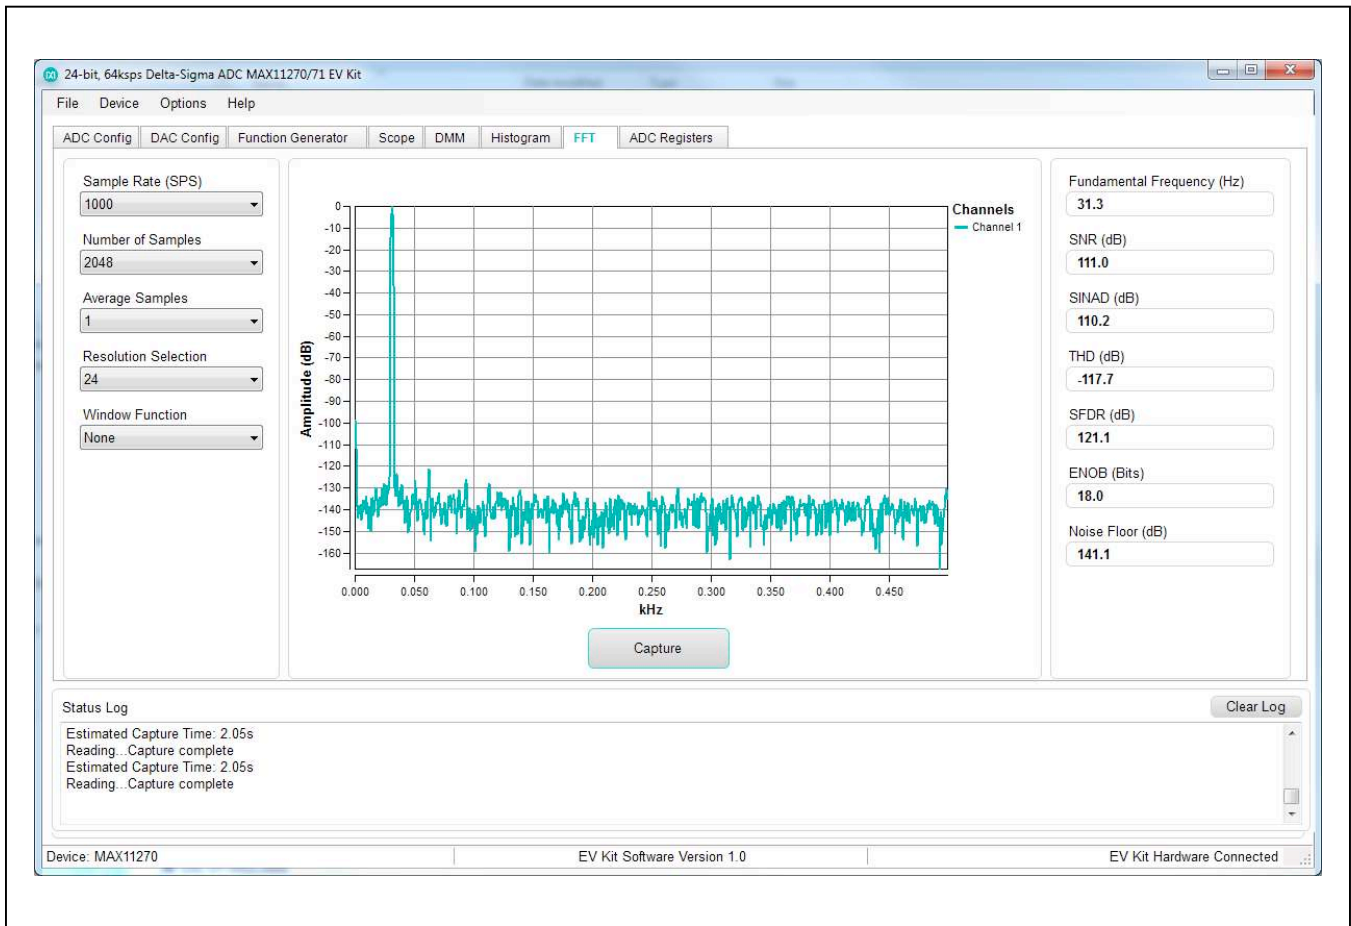 24-bit, 64ksps Delta-Sigma ADC MAX11270/71 EV Kit
File Device Options Help
ADC Config DAC Config Function Generator Scope DMM Histogram FFT ADC Registers
Sample Rate (SPS)
1000
Number of Samples
2048
Average Samples
1
Resolution Selection
24
Window Function
None
Amplitude (dB)
0
-10
-20
-30
-40
-50
-60
-70
-80
-90
-100
-110
-120
-130
-140
-150
-160
0.000 0.050 0.100 0.150 0.200 0.250 0.300 0.350 0.400 0.450
kHz
Channels
Channel 1
Capture
Fundamental Frequency (Hz)
31.3
SNR (dB)
111.0
SINAD (dB)
110.2
THD (dB)
-117.7
SFDR (dB)
121.1
ENOB (Bits)
18.0
Noise Floor (dB)
141.1
Status Log
Clear Log
Estimated Capture Time: 2.05s
Reading...Capture complete
Estimated Capture Time: 2.05s
Reading...Capture complete
Device: MAX11270
EV Kit Software Version 1.0
EV Kit Hardware Connected